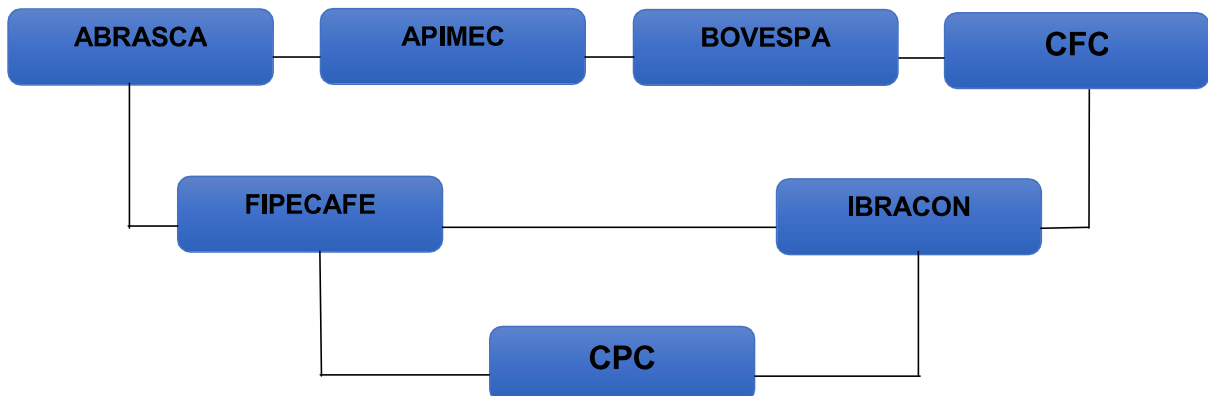 ABRASCA
APIMEC
BOVESPA
CFC
FIPECAFE
IBRACON
CPC